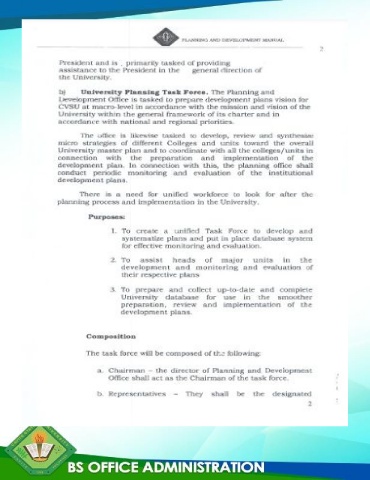 PLANNING AND DEVELOPMENT MANUAL
2
President and is , primarily tasked of providing
assistance to the President in the general direction of
the University.
b) University Planning Task Force. The Planning and
Development Office is tasked to prepare development plans vision for
CVSU at macro-level in accordance with the mission and vision of the
University within the general framework of its charter and in
accordance with national and regional priorities.
The office is likewise tasked to develop, review and synthesize
micro strategies of different Colleges and units toward the overall
University master plan and to coordinate with all the colleges/units in
connection with the preparation and implementation of the
development plan. In connection with this, the planning office shall
conduct periodic monitoring and evaluation of the institutional
development plans.
There is a need for unified workforce to look for after the
planning process and implementation in the University.
Purposes:
1. To create a unified Task Force to develop and
systematize plans and put in place database system
for effective monitoring and evaluation.
2. To assist heads of major units in the
development and monitoring and evaluation of
their respective plans
3. To prepare and collect up-to-date and complete
University database for use in the smoother
preparation, review and implementation of the
development plans.
Composition
The task force will be composed of the following:
a. Chairman – the director of Planning and Development
Office shall act as the Chairman of the task force.
b. Representatives – They shall be the designated
2
BS OFFICE ADMINISTRATION